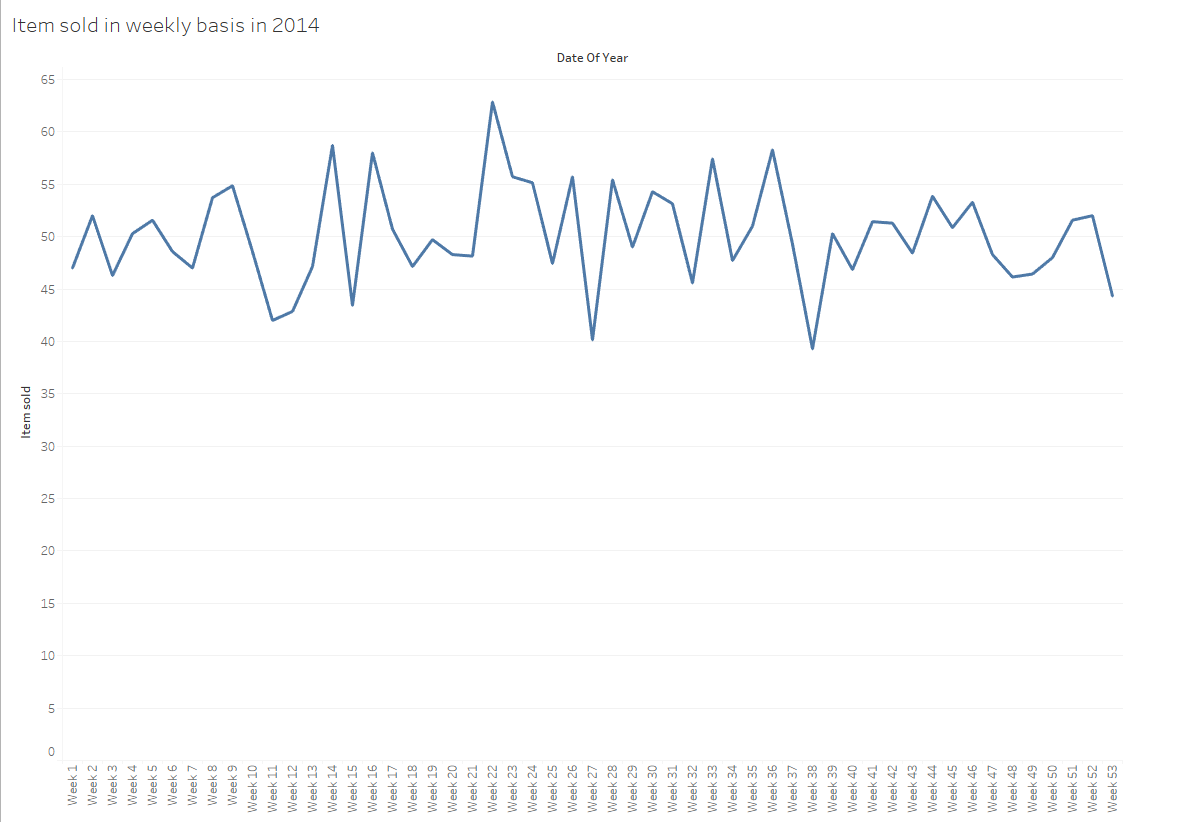 Item sold in weekly basis in 2014
Date Of Year
65
60
55
50
45
40
35
30
25
20
15
10
5
0
Item sold
Week 1
Week 2
Week 3
Week 4
Week 5
Week 6
Week 7
Week 8
Week 9
Week 10
Week 11
Week 12
Week 13
Week 14
Week 15
Week 16
Week 17
Week 18
Week 19
Week 20
Week 21
Week 22
Week 23
Week 24
Week 25
Week 26
Week 27
Week 28
Week 29
Week 30
Week 31
Week 32
Week 33
Week 34
Week 35
Week 36
Week 37
Week 38
Week 39
Week 40
Week 41
Week 42
Week 43
Week 44
Week 45
Week 46
Week 47
Week 48
Week 49
Week 50
Week 51
Week 52
Week 53